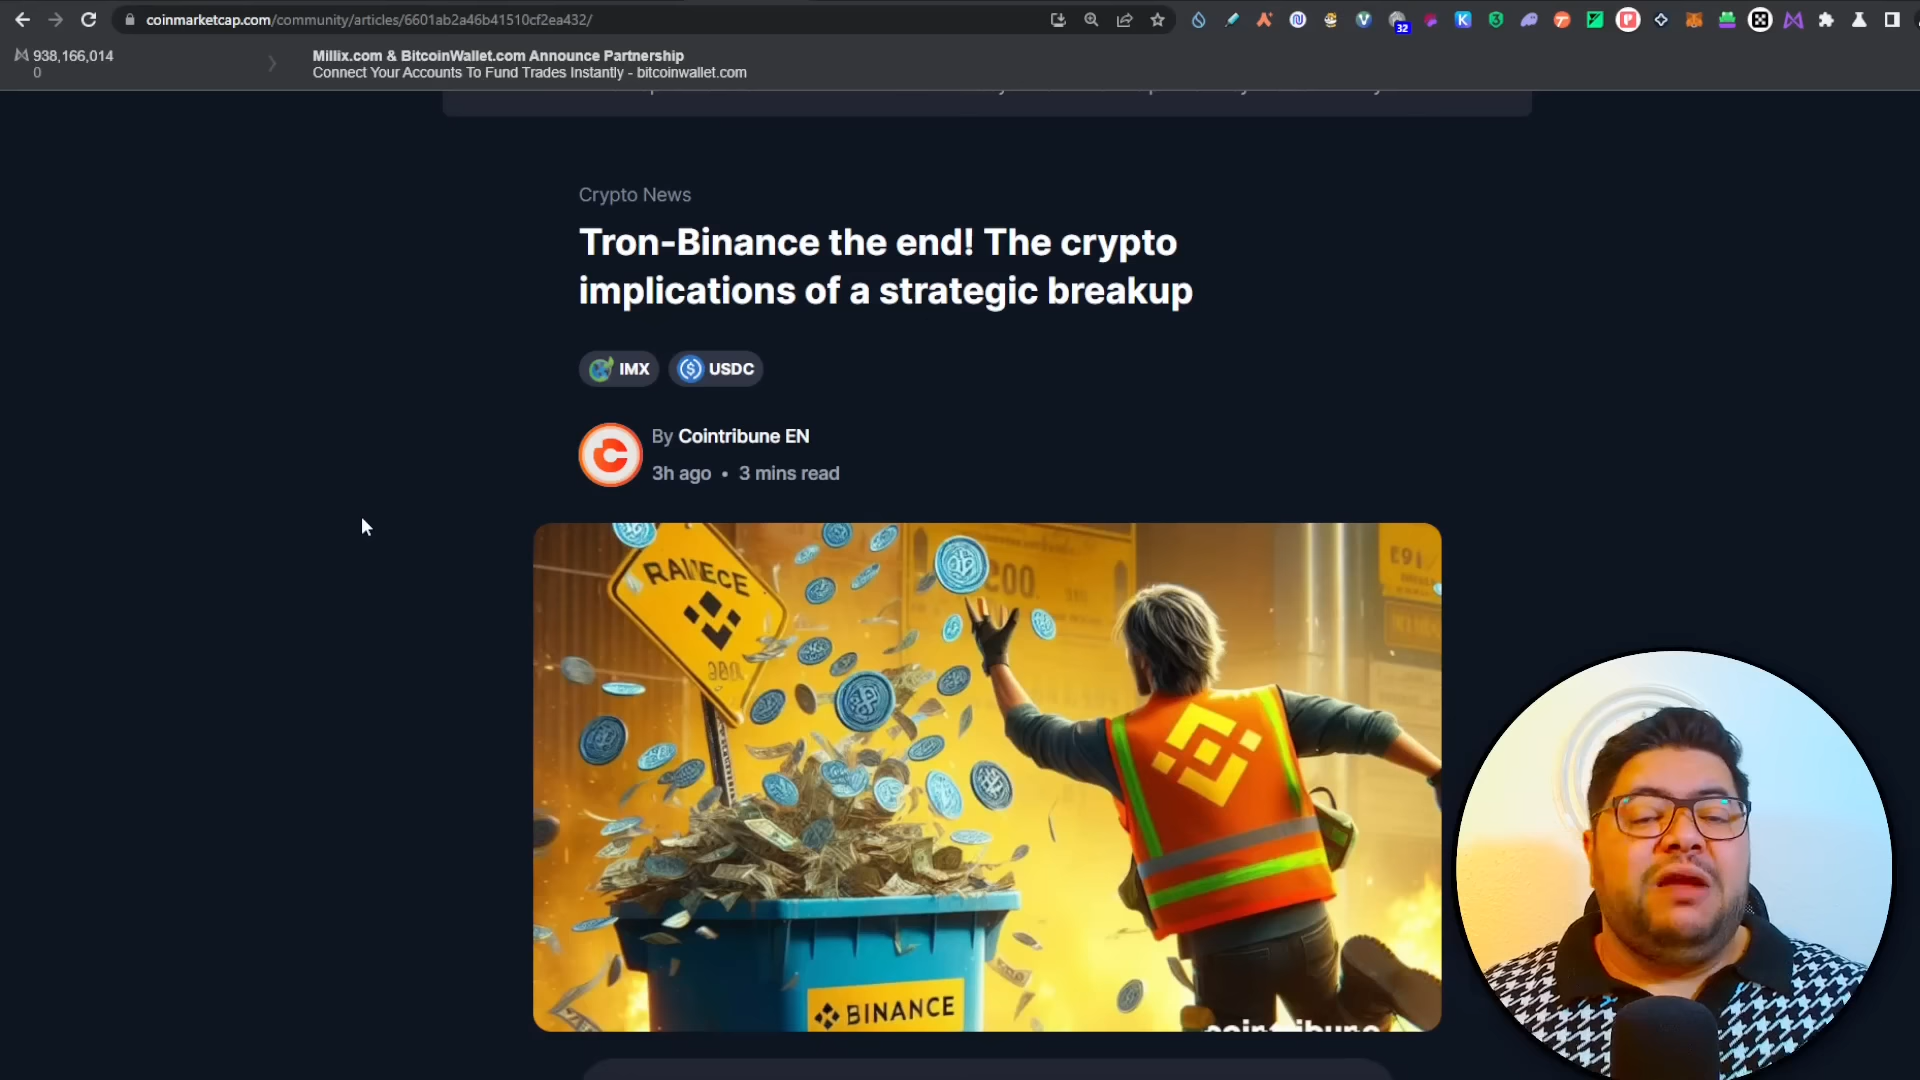 coinmarketcap.com/community/articles/6601ab2a46b41510cf2ea432/
32
938,166,014
0
Millix.com & BitcoinWallet.com Announce Partnership
Connect Your Accounts To Fund Trades Instantly - bitcoinwallet.com
Crypto News
Tron-Binance the end! The crypto
implications of a strategic breakup
IMX
USDC
By Cointribune EN
3h ago • 3 mins read
BINANCE
cointribune